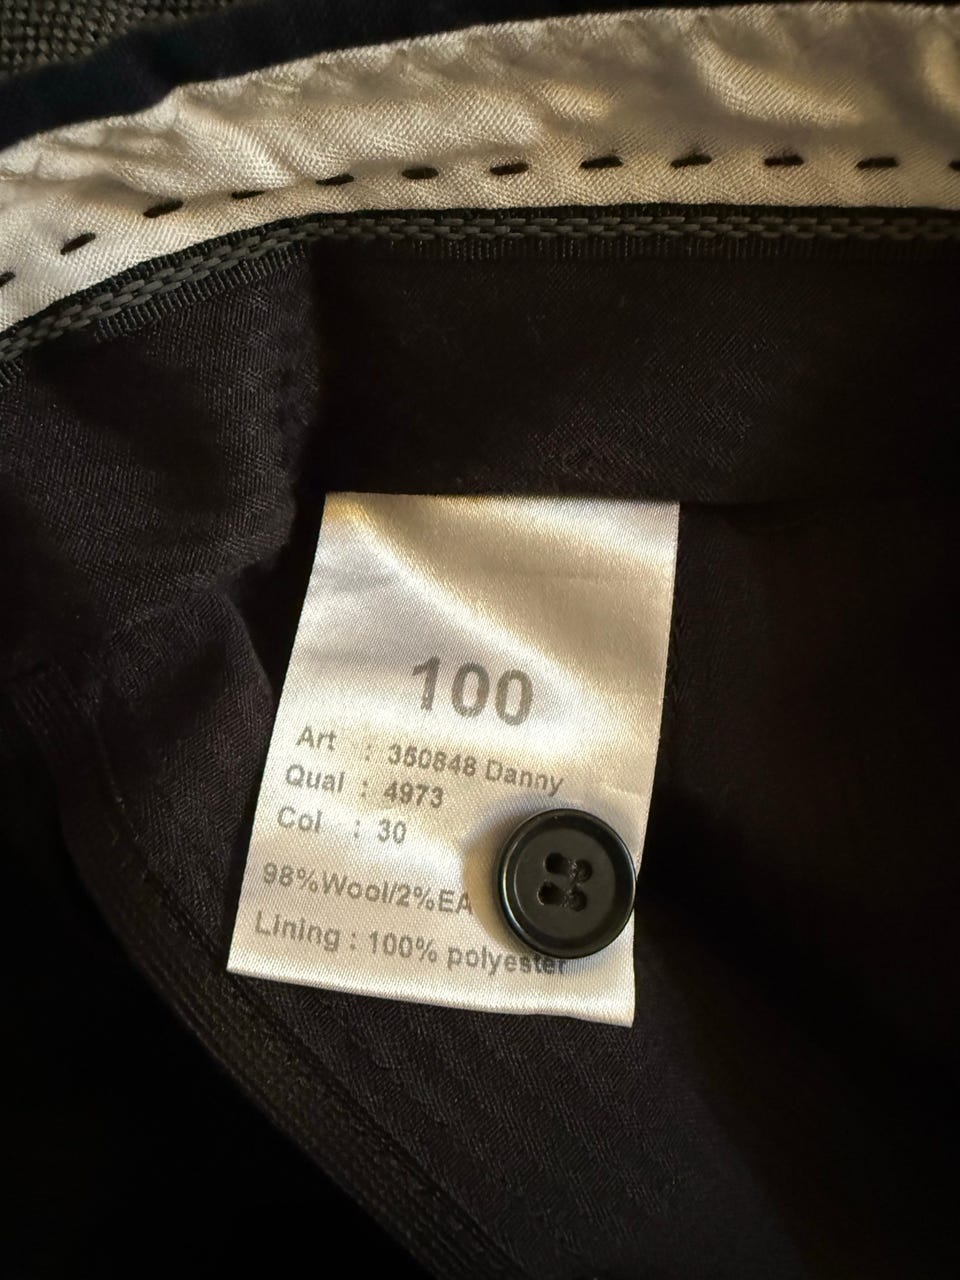 100
Art : 350848 Danny
Qual : 4973
Col : 30
98%Wool/2%EA
Lining : 100% polyester